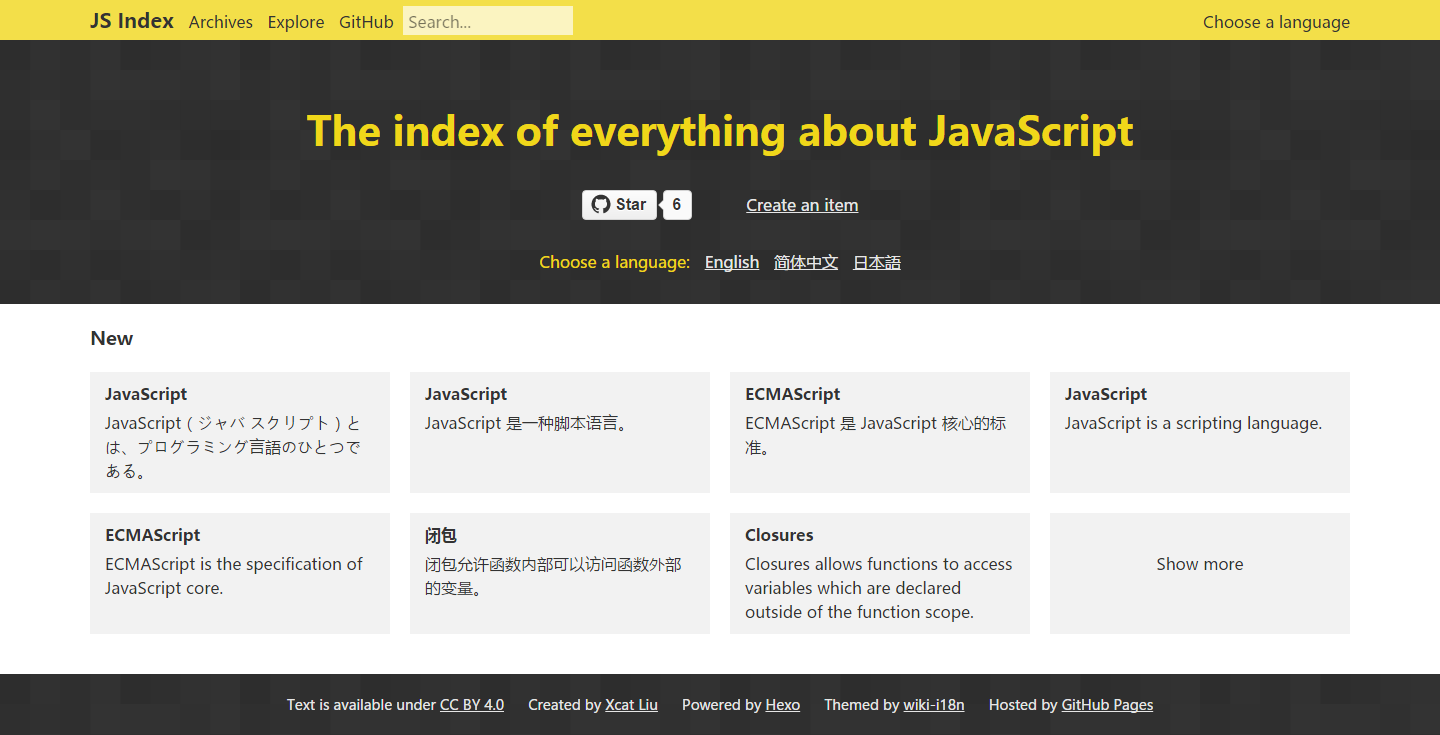 JS Index Archives Explore GitHub Search... Choose a language
The index of everything about JavaScript
Star 6 Create an item
Choose a language: English 简体中文 日本語
New
JavaScript
JavaScript ( ジャバ スクリプト ) と
は、プログラミング言語のひとつで
ある。
JavaScript
JavaScript 是一种脚本语言。
ECMAScript
ECMAScript 是 JavaScript 核心的标
准。
JavaScript
JavaScript is a scripting language.
ECMAScript
ECMAScript is the specification of
JavaScript core.
闭包
闭包允许函数内部可以访问函数外部
的变量。
Closures
Closures allows functions to access
variables which are declared
outside of the function scope.
Show more
Text is available under CC BY 4.0 Created by Xcat Liu Powered by Hexo Themed by wiki-i18n Hosted by GitHub Pages